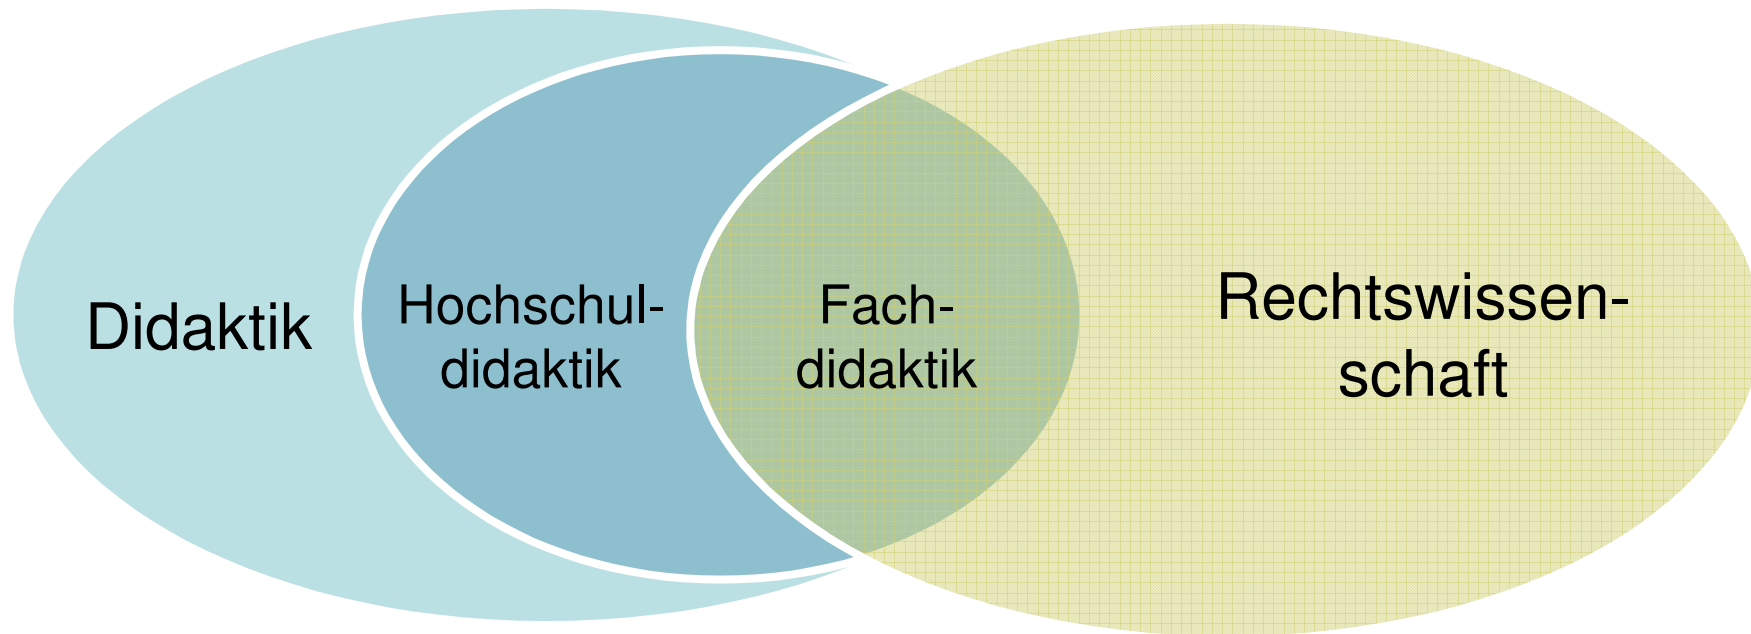 Didaktik
Hochschul-
didaktik
Fach-
didaktik
Rechtswissen-
schaft